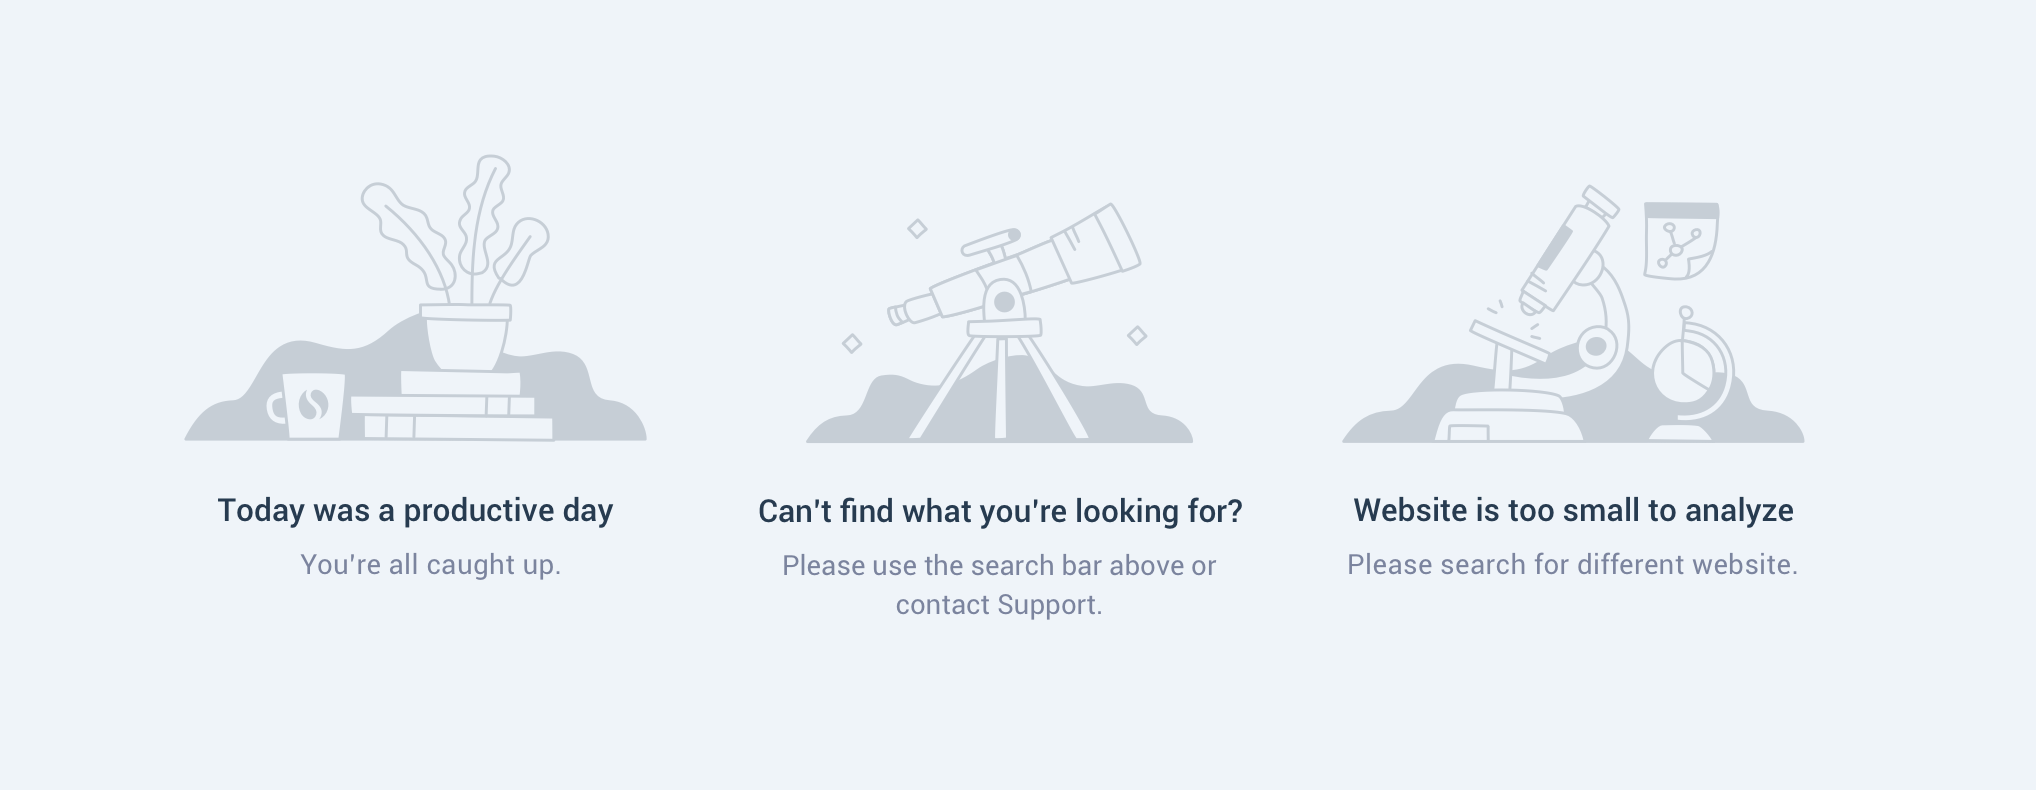 Today was a productive day
You're all caught up.
Can't find what you're looking for?
Please use the search bar above or
contact Support.
Website is too small to analyze
Please search for different website.